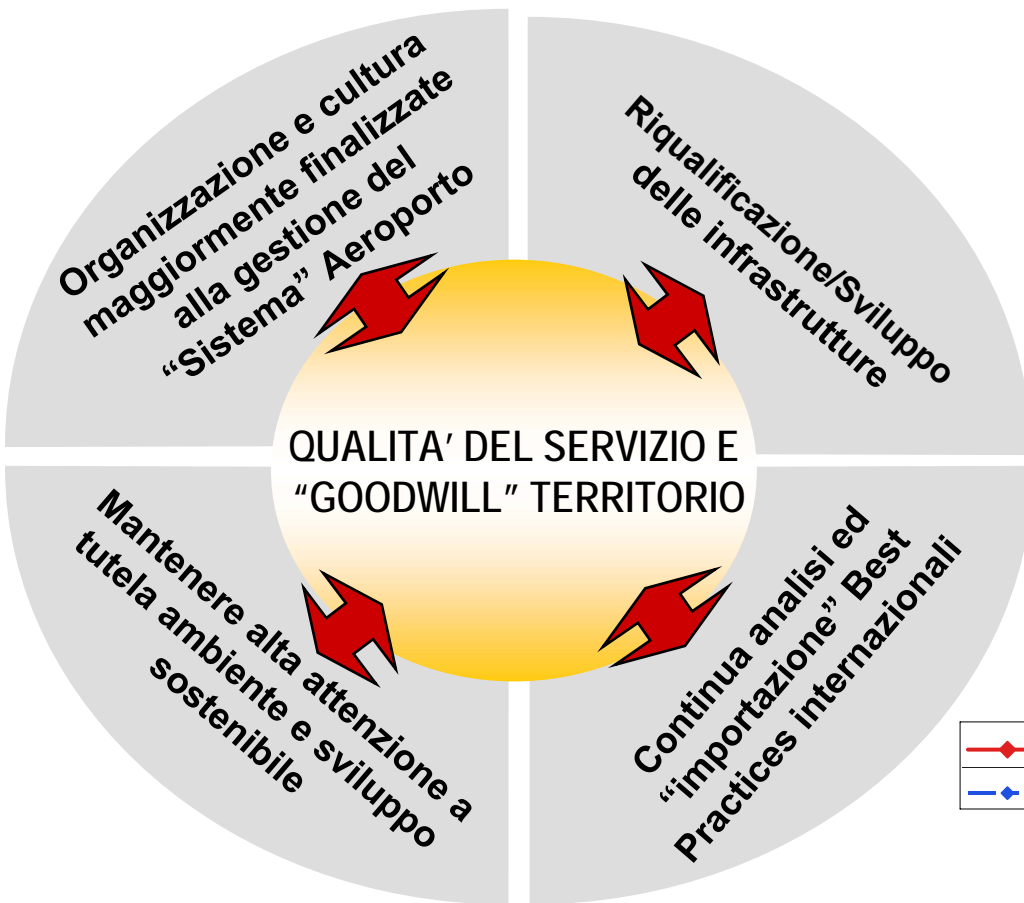 Organizzazione e cultura
maggiormente finalizzate
alla gestione del
“Sistema” Aeroporto
Riqualificazione/Sviluppo
delle infrastrutture
QUALITA’ DEL SERVIZIO E
“GOODWILL” TERRITORIO
Mantenere alta attenzione a
tutela ambiente e sviluppo
sostenibile
Continua analisi ed
“importazione” Best
Practices internazionali